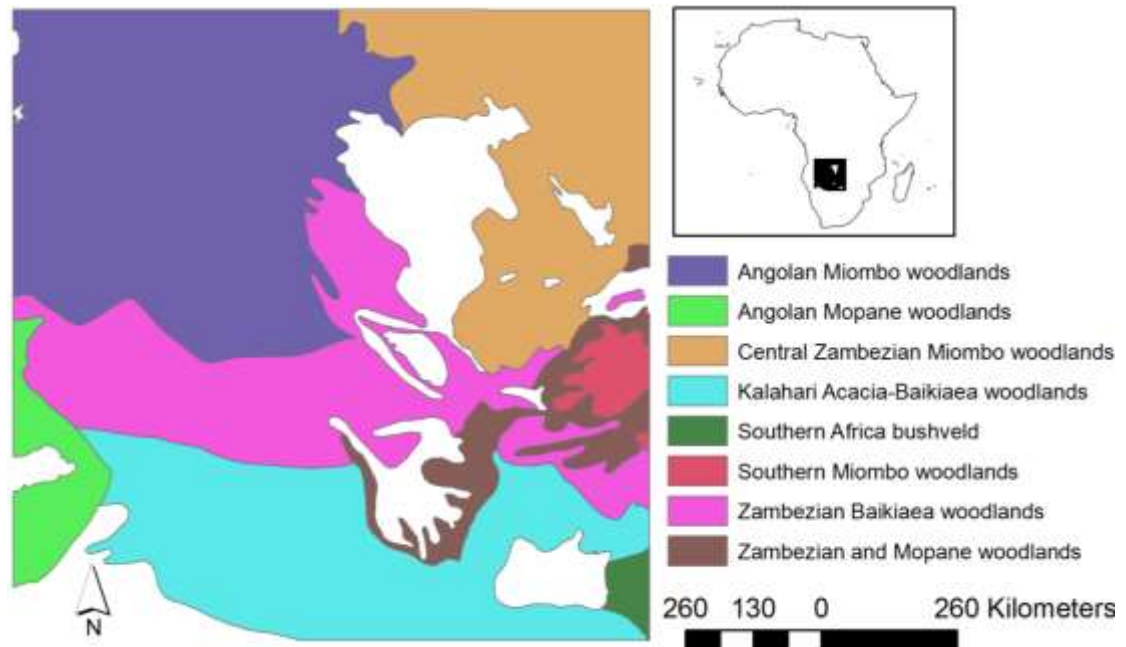 Angolan Miombo woodlands
Angolan Mopane woodlands
Central Zambezian Miombo woodlands
Kalahari Acacia-Baikiaea woodlands
Southern Africa bushveld
Southern Miombo woodlands
Zambezian Baikiaea woodlands
Zambezian and Mopane woodlands
N
260 130 0 260 Kilometers